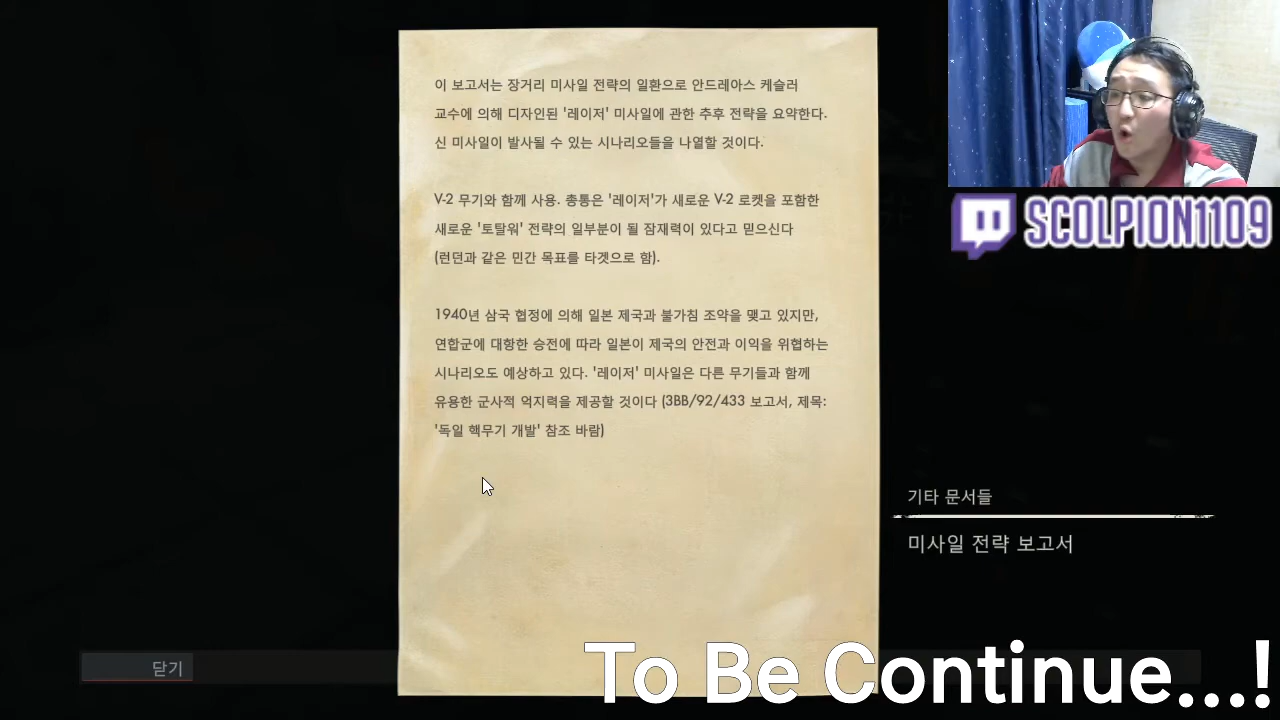 이 보고서는 장거리 미사일 전략의 일환으로 안드레아스 케슬러
교수에 의해 디자인된 '레이저' 미사일에 관한 추후 전략을 요약한다.
신 미사일이 발사될 수 있는 시나리오들을 나열할 것이다.
V-2 무기와 함께 사용. 총통은 '레이저'가 새로운 V-2 로켓을 포함한
새로운 '토탈워' 전략의 일부분이 될 잠재력이 있다고 믿으신다
(런던과 같은 민간 목표를 타겟으로 함).
1940년 삼국 협정에 의해 일본 제국과 불가침 조약을 맺고 있지만,
연합군에 대항한 승전에 따라 일본이 제국의 안전과 이익을 위협하는
시나리오도 예상하고 있다. '레이저' 미사일은 다른 무기들과 함께
유용한 군사적 억지력을 제공할 것이다 (3BB/92/433 보고서, 제목:
'독일 핵무기 개발' 참조 바람)
SCOLPION1109
기타 문서들
미사일 전략 보고서
닫기
To Be Continue...!